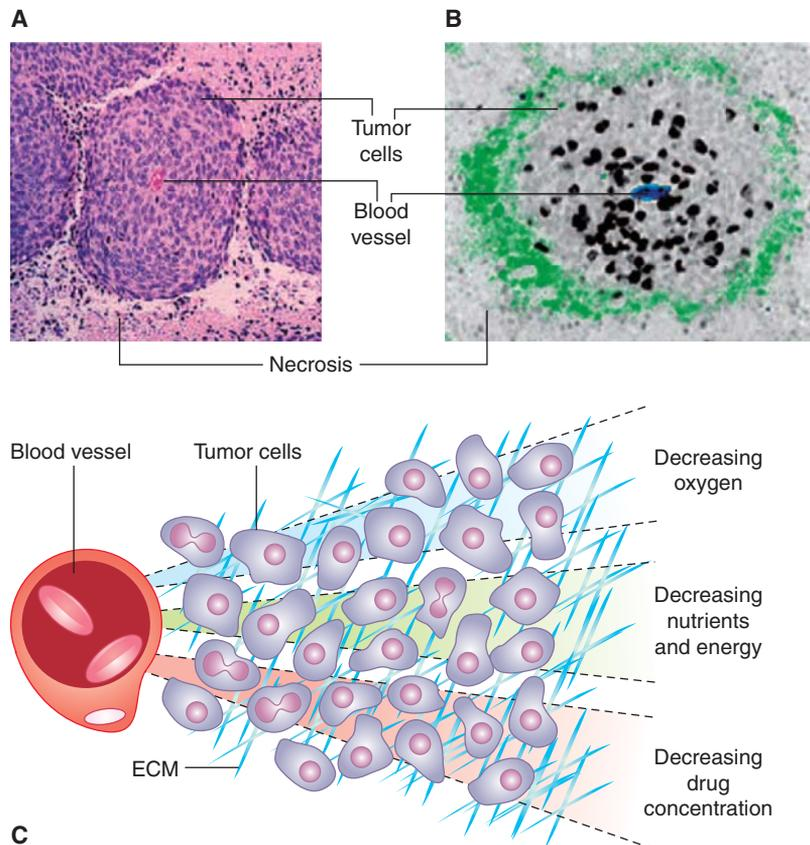 A
B
Tumor
cells
Blood
vessel
Necrosis
Blood vessel
Tumor cells
Decreasing
oxygen
Decreasing
nutrients
and energy
ECM
Decreasing
drug
concentration
C